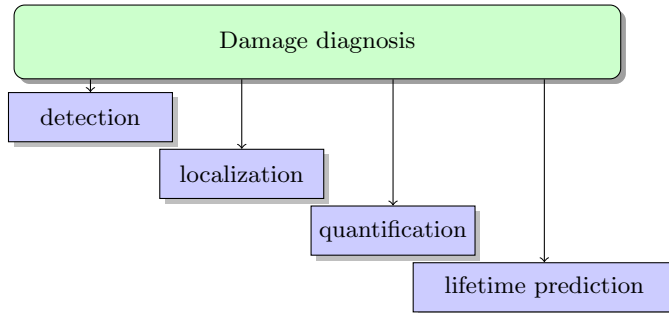 Damage diagnosis
detection
localization
quantification
lifetime prediction